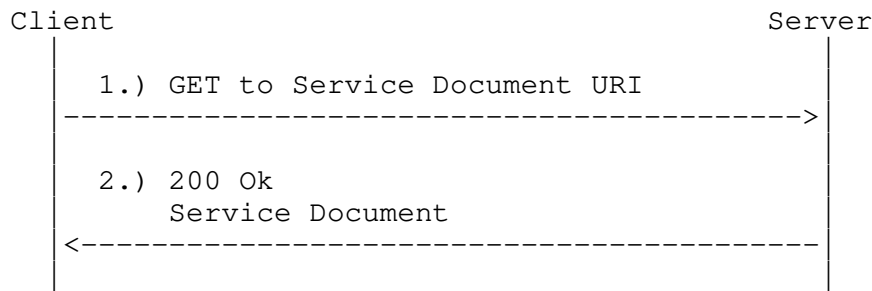 Client Server
1.) GET to Service Document URI
2.) 200 Ok
Service Document